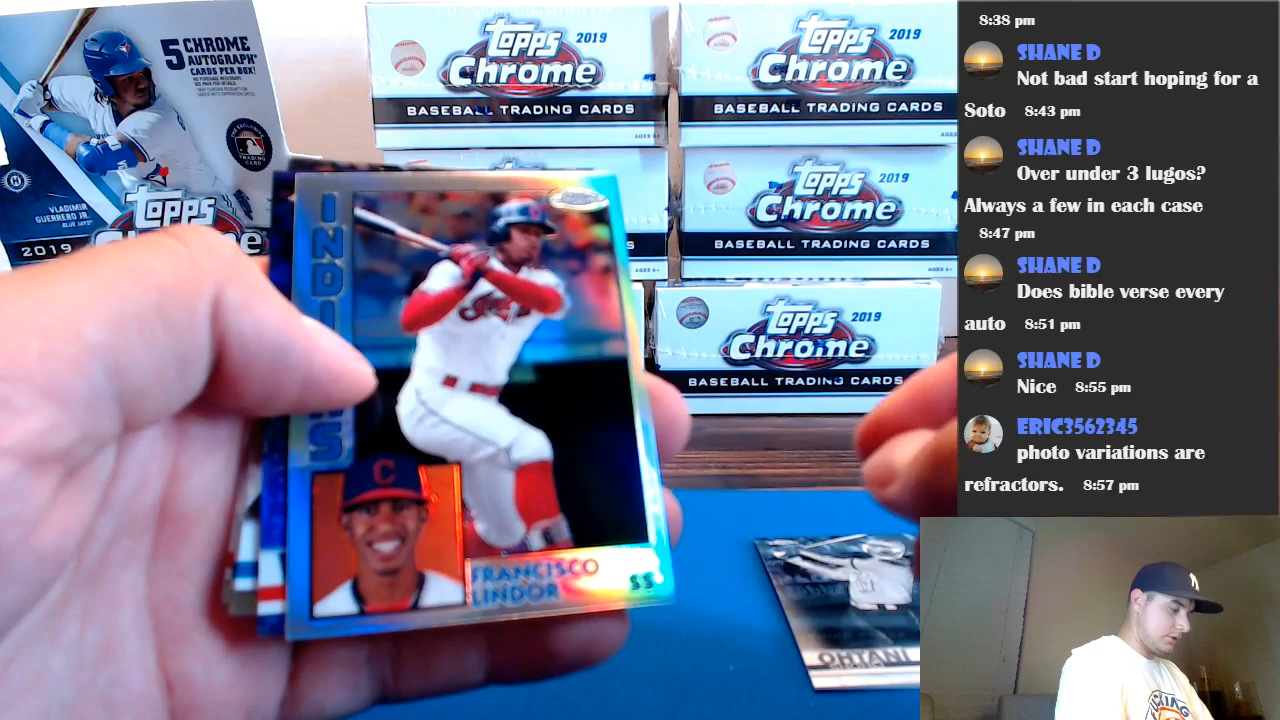 5 CHROME
AUTOGRAPH
CARDS PER BOX!
VLADIMIR
GUERRERO JR.
BLUE JAYS
Topps
Chrome
2019
Topps 2019
Chrome
BASEBALL TRADING CARDS
AGES 6+
Topps 2019
Chrome
BASEBALL TRADING CARDS
AGES 6+
Topps 2019
Chrome
BASEBALL TRADING CARDS
AGES 6+
Topps 2019
Chrome
BASEBALL TRADING CARDS
INDIANS
C
FRANCISCO
LINDOR
SS
OHTANI
8:38 pm
SHANE D
Not bad start hoping for a
Soto 8:43 pm
SHANE D
Over under 3 lugos?
Always a few in each case
8:47 pm
SHANE D
Does bible verse every
auto 8:51 pm
SHANE D
Nice 8:55 pm
ERIC3562345
photo variations are
refractors. 8:57 pm